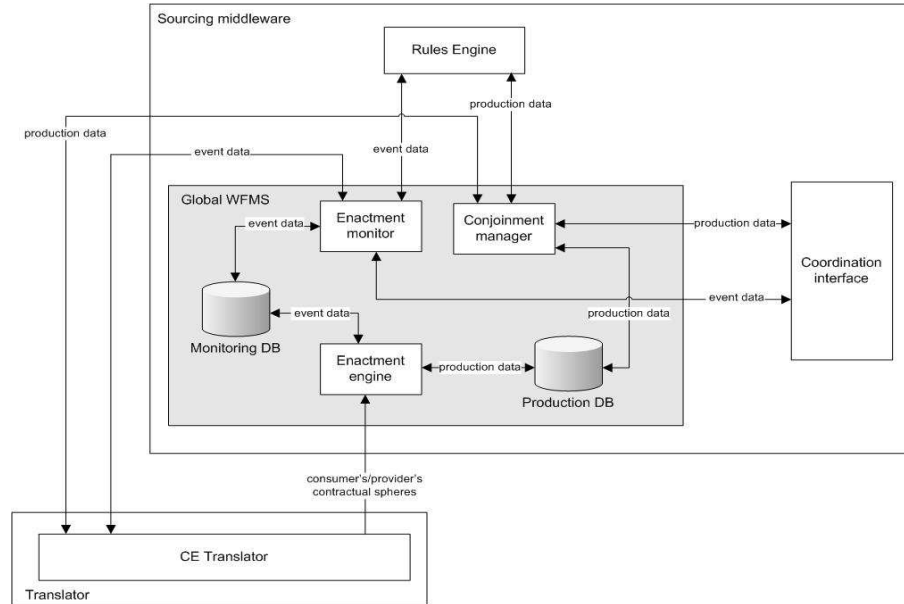 Sourcing middleware
Rules Engine
production data
production data
event data
event data
Global WFMS
Enactment
monitor
Conjoinment
manager
event data
production data
Coordination
interface
event data
event data
production data
Monitoring DB
Enactment
engine
production data
Production DB
consumer's/provider's
contractual spheres
CE Translator
Translator